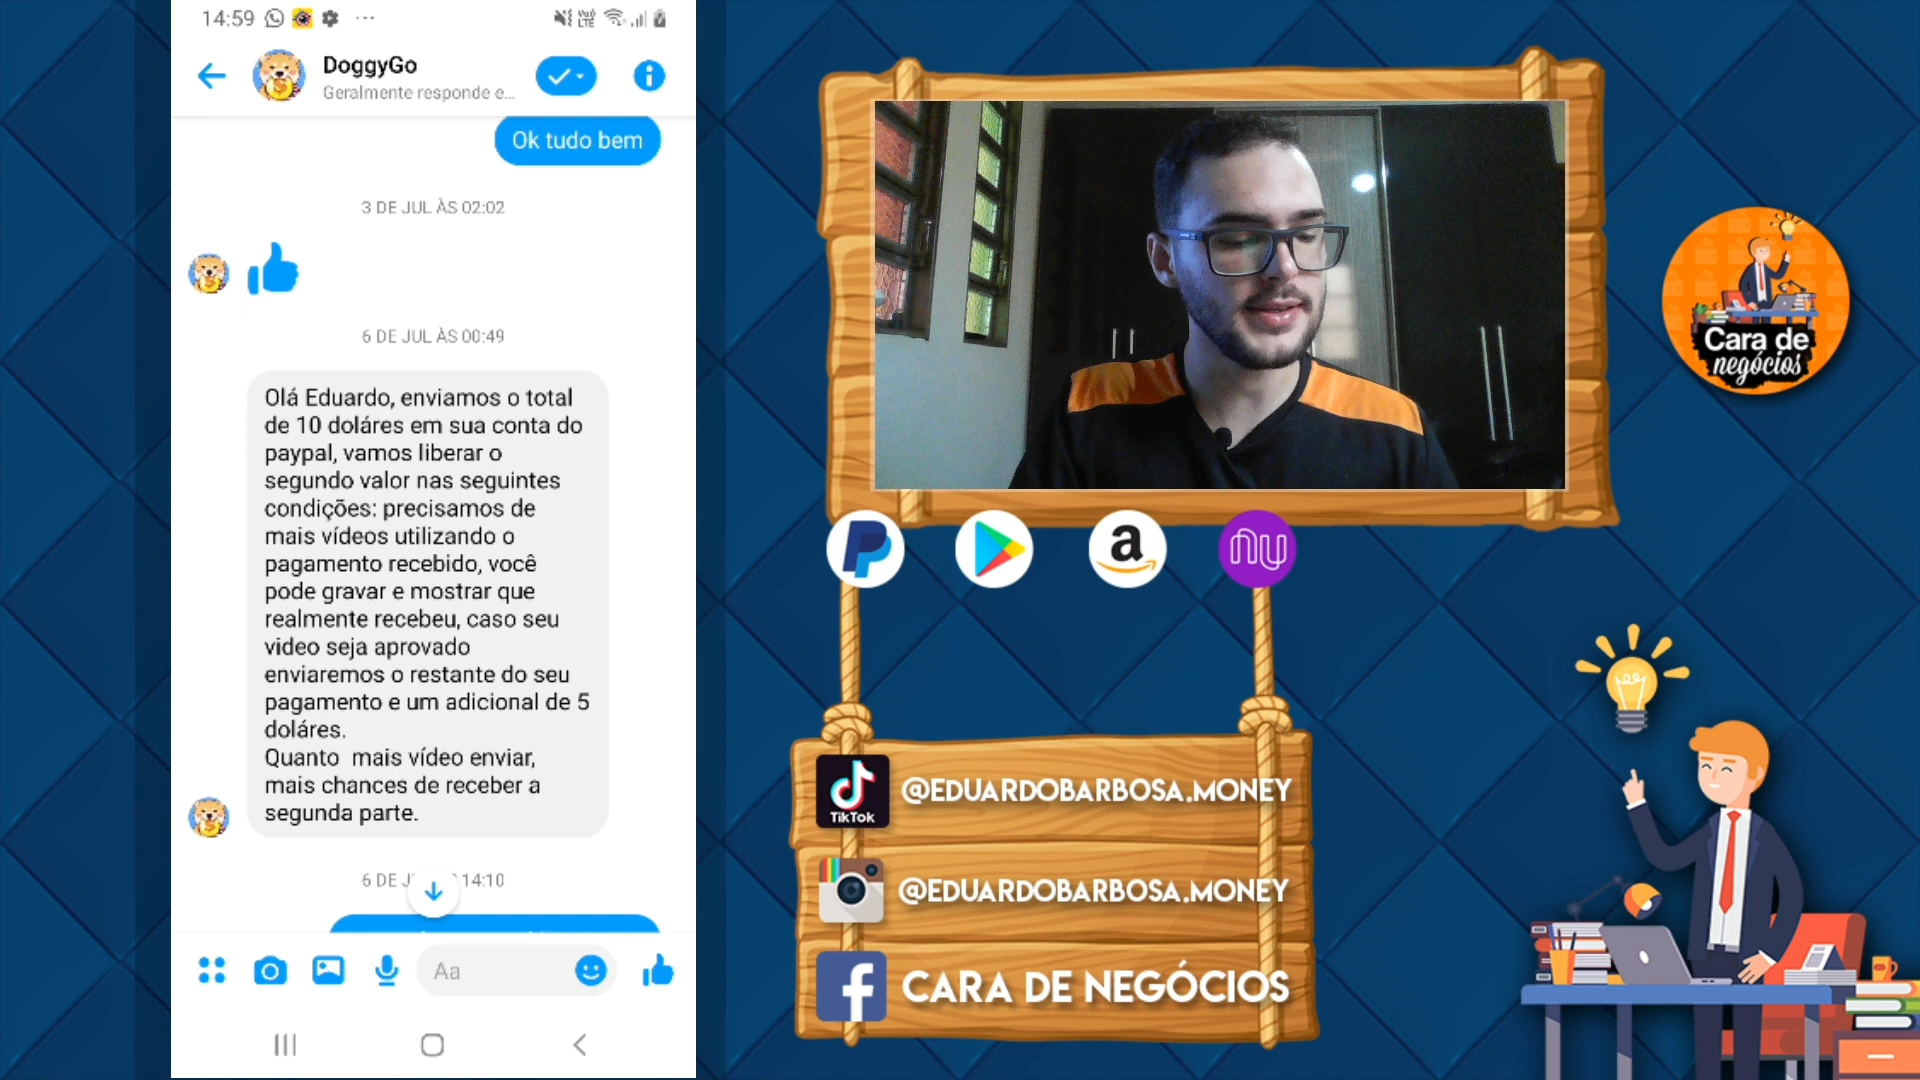 14:59
DoggyGo
Geralmente responde e...
Ok tudo bem
3 DE JUL ÀS 02:02
6 DE JUL ÀS 00:49
Olá Eduardo, enviamos o total
de 10 doláres em sua conta do
paypal, vamos liberar o
segundo valor nas seguintes
condições: precisamos de
mais vídeos utilizando o
pagamento recebido, você
pode gravar e mostrar que
realmente recebeu, caso seu
video seja aprovado
enviaremos o restante do seu
pagamento e um adicional de 5
doláres.
Quanto  mais vídeo enviar,
mais chances de receber a
segunda parte.
6 DE J 14:10
Aa
Cara de
negócios
a
nu
TikTok
@EDUARDOBARBOSA.MONEY
@EDUARDOBARBOSA.MONEY
CARA DE NEGÓCIOS